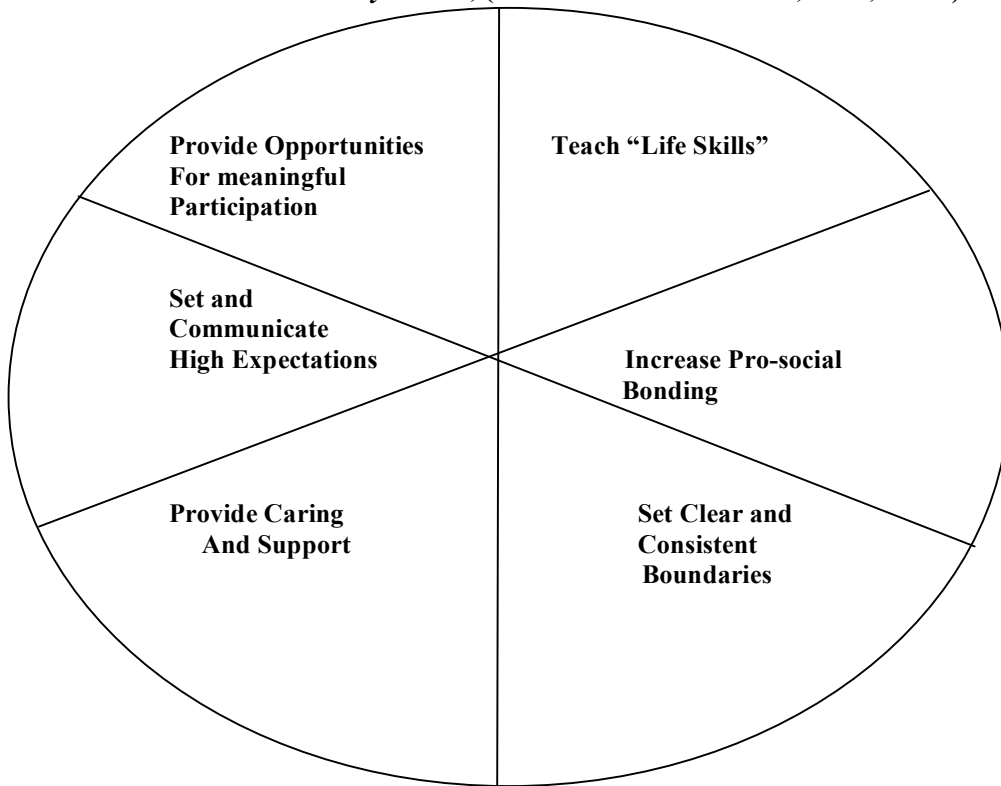 Provide Opportunities
For meaningful
Participation
Teach “Life Skills”
Set and
Communicate
High Expectations
Increase Pro-social
Bonding
Provide Caring
And Support
Set Clear and
Consistent
Boundaries